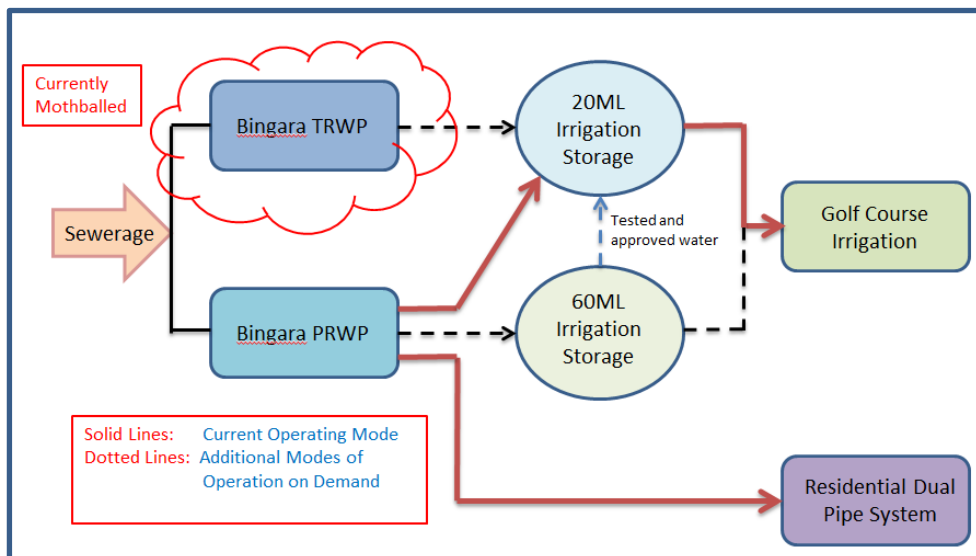 Currently
Mothballed
Bingara TRWP
20ML
Irrigation
Storage
Sewerage
Tested and
approved water
Golf Course
Irrigation
Bingara PRWP
60ML
Irrigation
Storage
Solid Lines: Current Operating Mode
Dotted Lines: Additional Modes of
Operation on Demand
Residential Dual
Pipe System